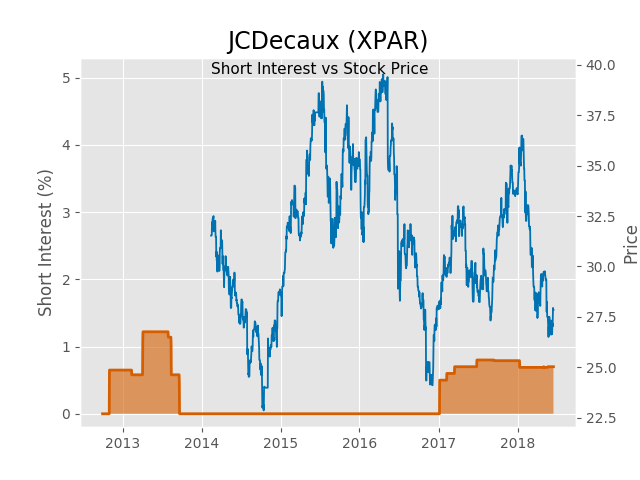 JCDecaux (XPAR)
Short Interest vs Stock Price
Short Interest (%)
5
4
3
2
1
0
40.0
37.5
35.0
32.5
30.0
27.5
25.0
22.5
Price
2013 2014 2015 2016 2017 2018